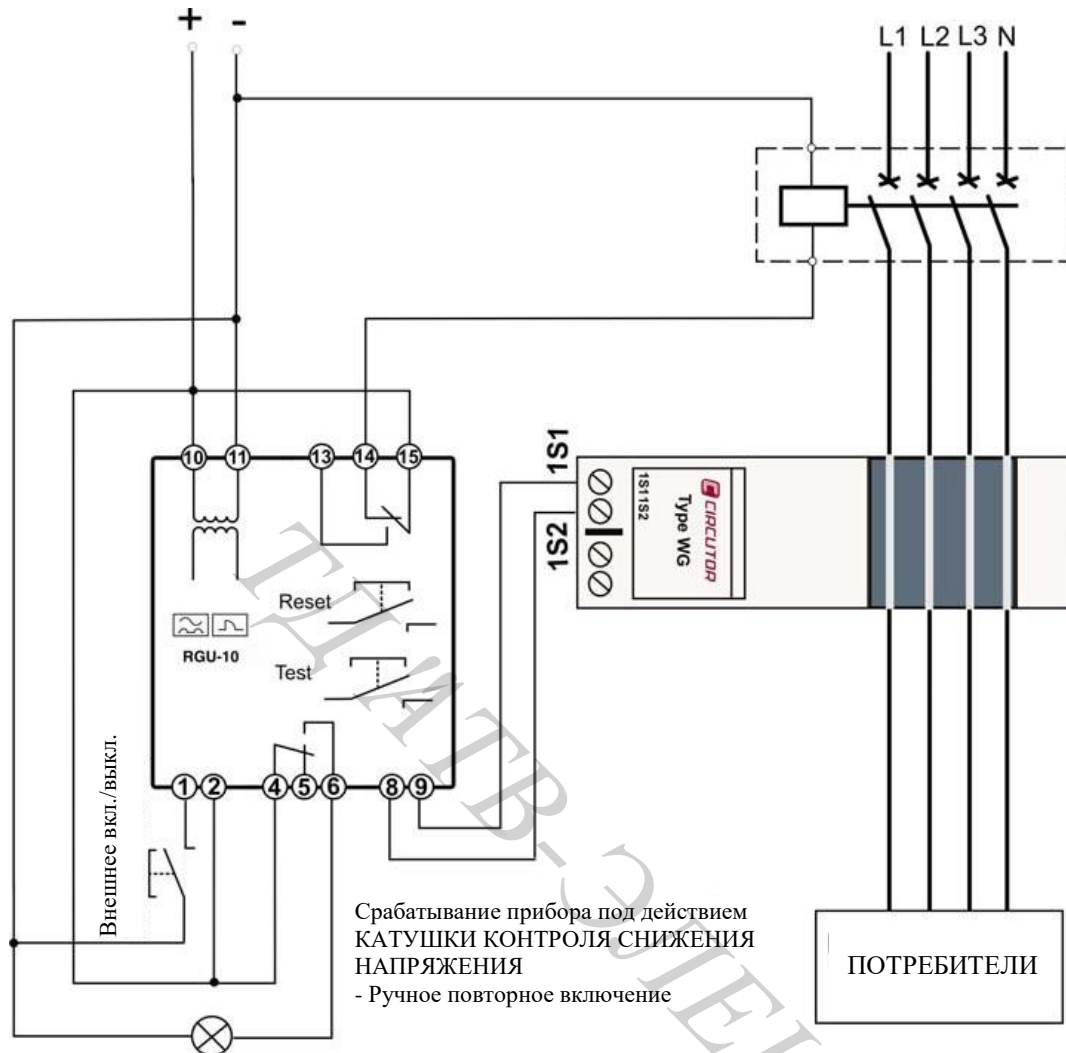 + -
L1 L2 L3 N
10 11 13 14 15
1S1
1S2
1S11S2
CIRCUTOR
Type WG
Reset
RGU-10
Test
Внешнее вкл./выкл.
1 2 4 5 6 8 9
Срабатывание прибора под действием
КАТУШКИ КОНТРОЛЯ СНИЖЕНИЯ
НАПРЯЖЕНИЯ
- Ручное повторное включение
ПОТРЕБИТЕЛИ